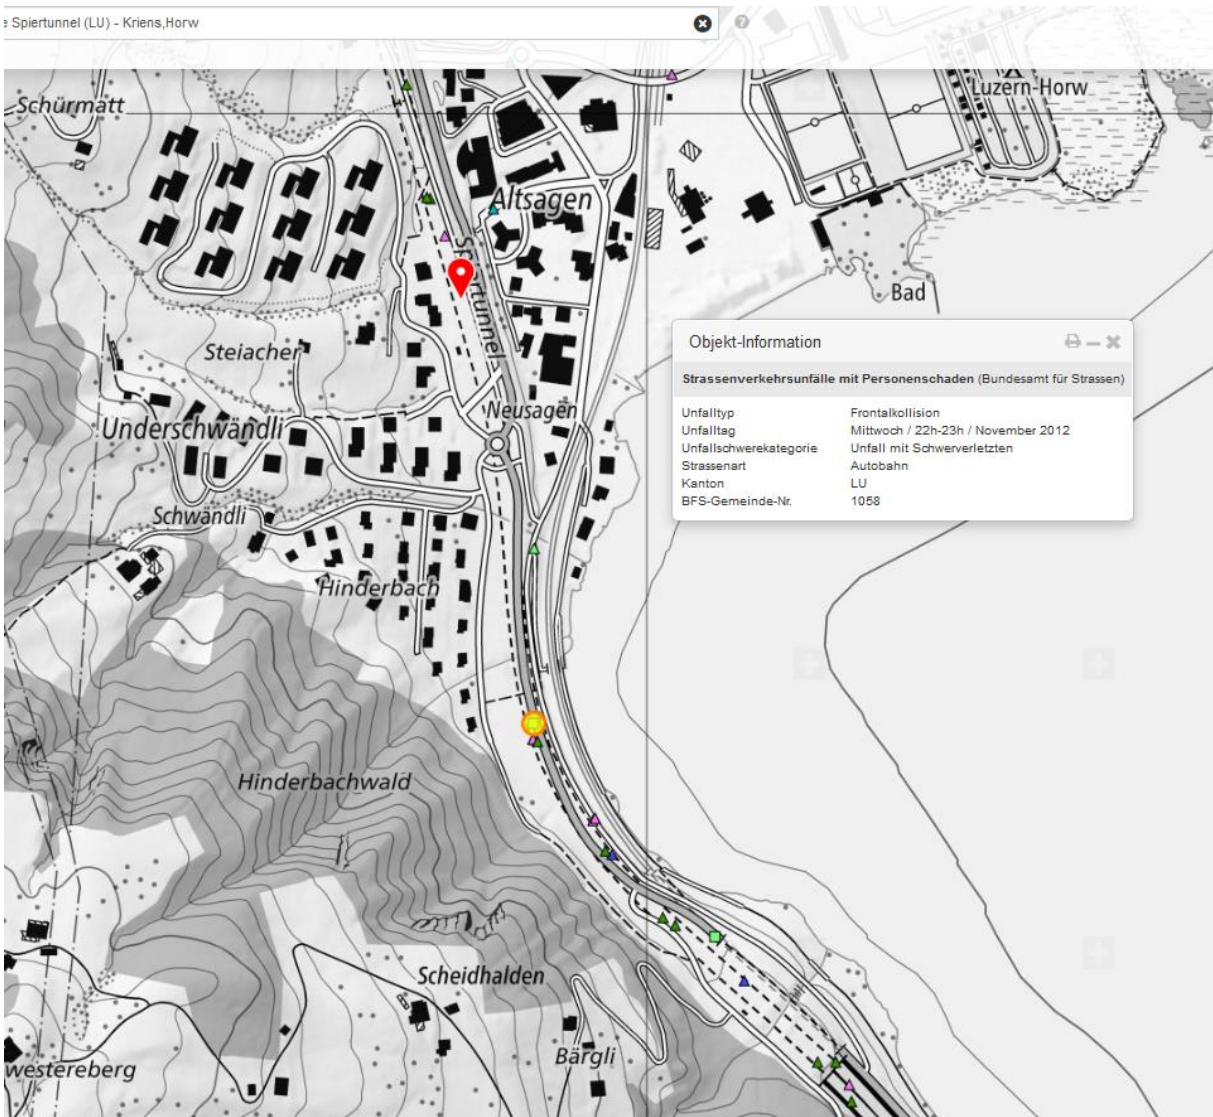 e Spiertunnel (LU) - Kriens,Horw
?
Schürmatt
Luzern-Horw
Altsagen
Spiertunnel
Bad
Steiacher
Neusagen
Underschwändli
Schwändli
Hinderbach
Objekt-Information
Strassenverkehrsunfälle mit Personenschaden (Bundesamt für Strassen)
Unfalltyp Frontalkollision
Unfalltag Mittwoch / 22h-23h / November 2012
Unfallschwerekategorie Unfall mit Schwerverletzten
Strassenart Autobahn
Kanton LU
BFS-Gemeinde-Nr. 1058
Hinderbachwald
Scheidhalden
Bärgli
westereberg